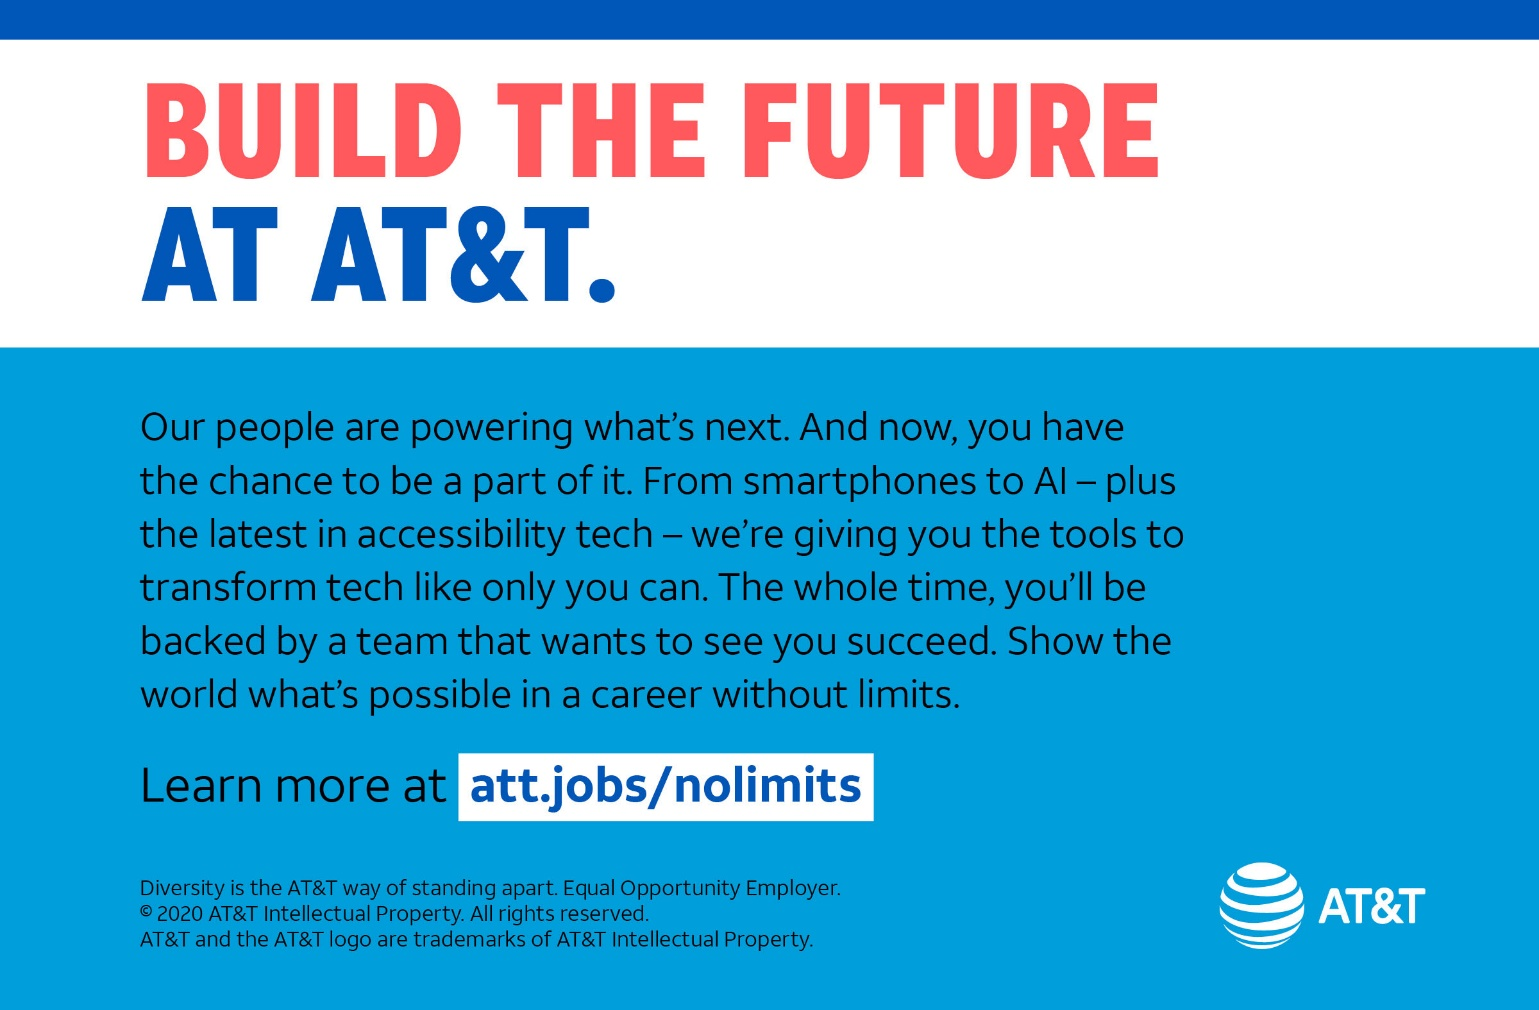 BUILD THE FUTURE
AT AT&T.
Our people are powering what’s next. And now, you have
the chance to be a part of it. From smartphones to AI – plus
the latest in accessibility tech – we’re giving you the tools to
transform tech like only you can. The whole time, you’ll be
backed by a team that wants to see you succeed. Show the
world what’s possible in a career without limits.
Learn more at att.jobs/nolimits
Diversity is the AT&T way of standing apart. Equal Opportunity Employer.
© 2020 AT&T Intellectual Property. All rights reserved.
AT&T and the AT&T logo are trademarks of AT&T Intellectual Property.
AT&T